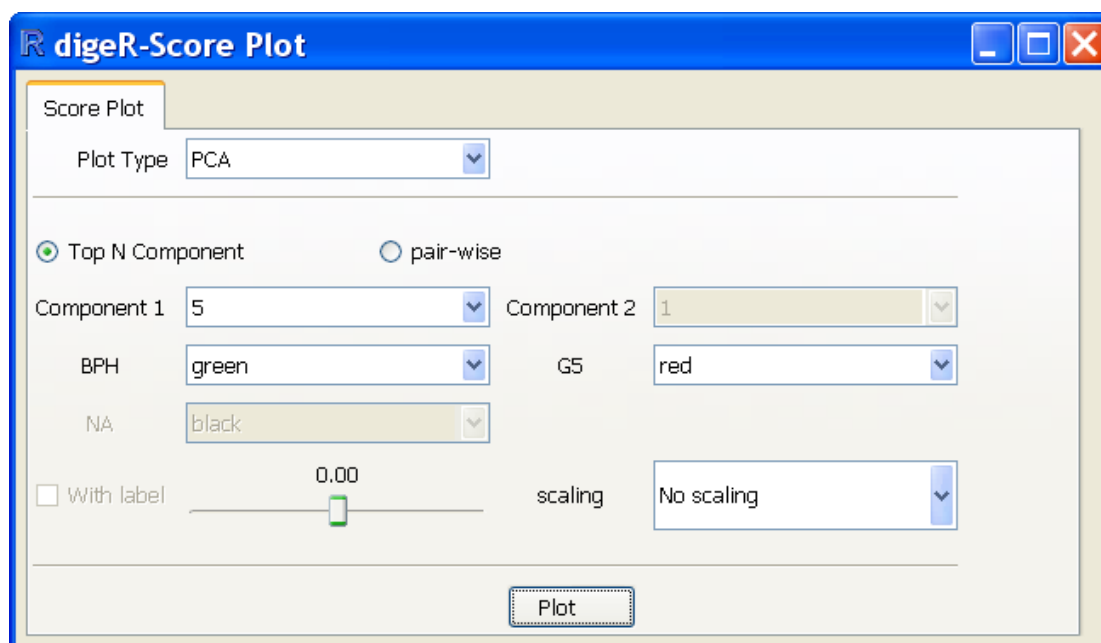 R digeR-Score Plot
Score Plot
Plot Type PCA
Top N Component pair-wise
Component 1 5 Component 2 1
BPH green G5 red
NA black
0.00
With label scaling No scaling
Plot